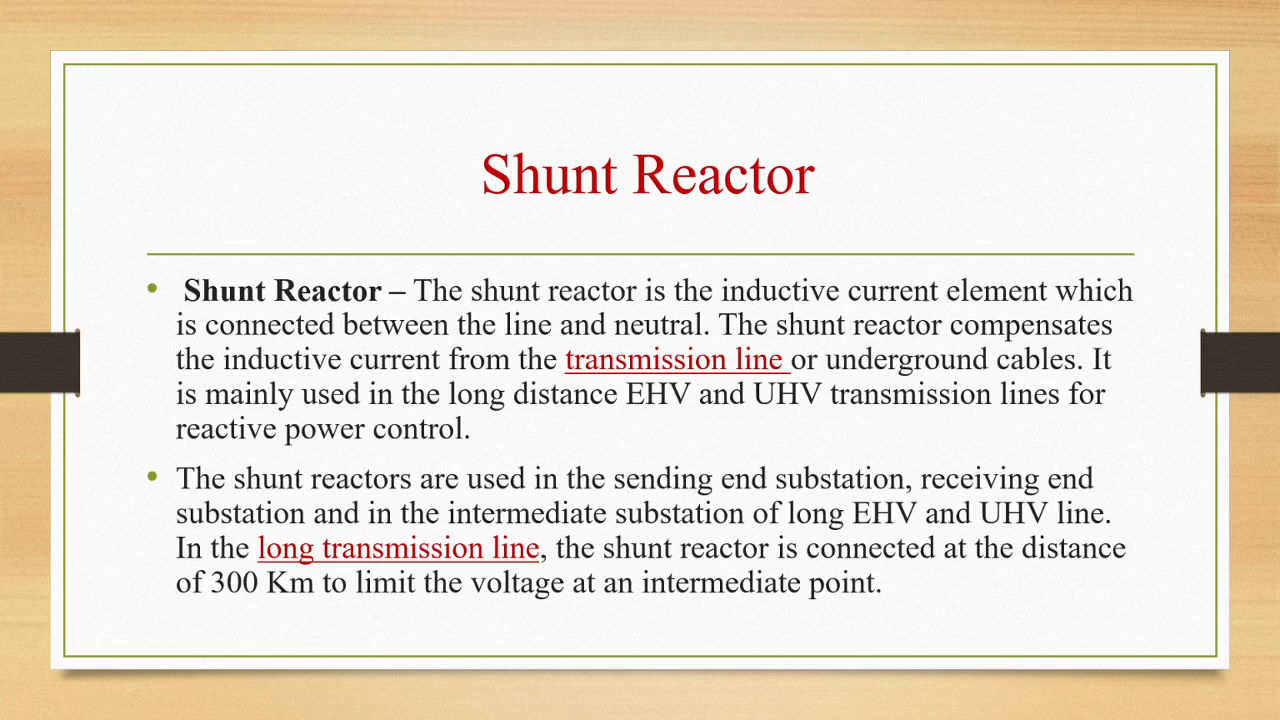 Shunt Reactor
• Shunt Reactor – The shunt reactor is the inductive current element which
is connected between the line and neutral. The shunt reactor compensates
the inductive current from the transmission line or underground cables. It
is mainly used in the long distance EHV and UHV transmission lines for
reactive power control.
• The shunt reactors are used in the sending end substation, receiving end
substation and in the intermediate substation of long EHV and UHV line.
In the long transmission line, the shunt reactor is connected at the distance
of 300 Km to limit the voltage at an intermediate point.